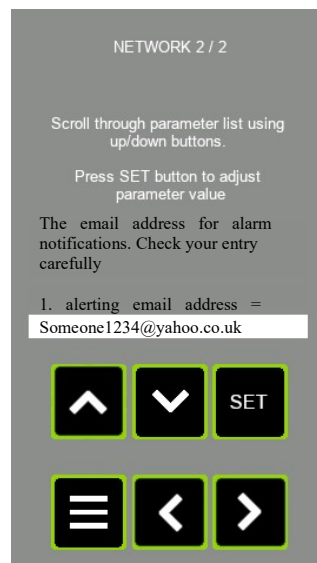 NETWORK 2 / 2
Scroll through parameter list using
up/down buttons.
Press SET button to adjust
parameter value
The email address for alarm
notifications. Check your entry
carefully
1. alerting email address =
Someone1234@yahoo.co.uk
SET